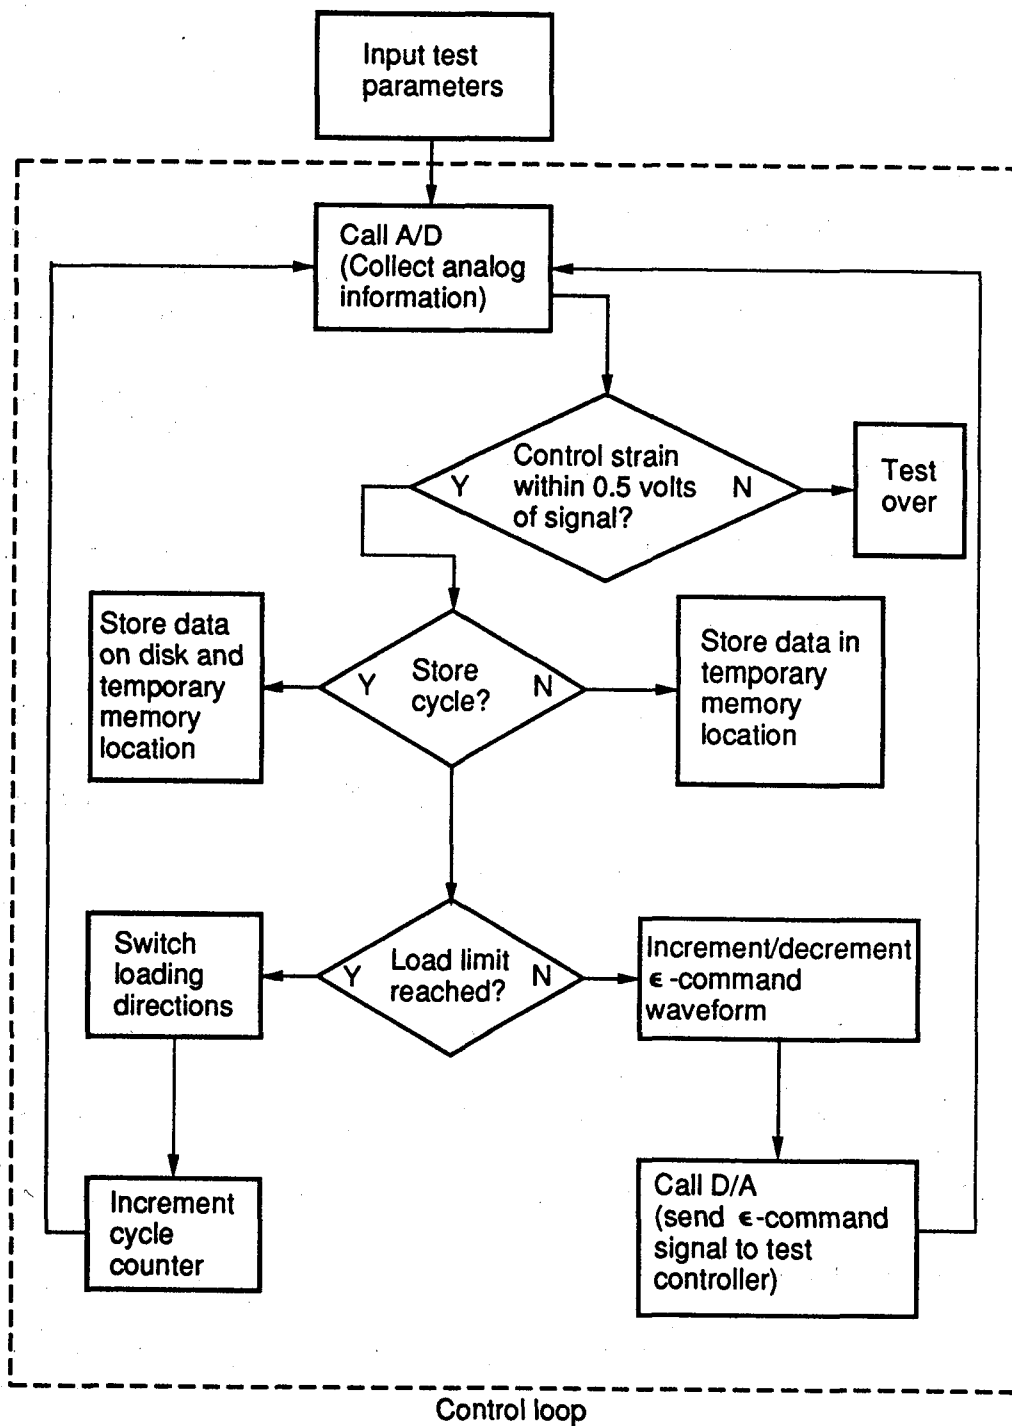 Input test
parameters
Call A/D
(Collect analog
information)
Control strain
Y within 0.5 volts N
of signal?
Test
over
Store data
on disk and
temporary
memory
location
Y Store N
cycle?
Store data in
temporary
memory
location
Switch
loading
directions
Y Load limit N
reached?
Increment/decrement
ϵ-command
waveform
Increment
cycle
counter
Call D/A
(send ϵ-command
signal to test
controller)
Control loop